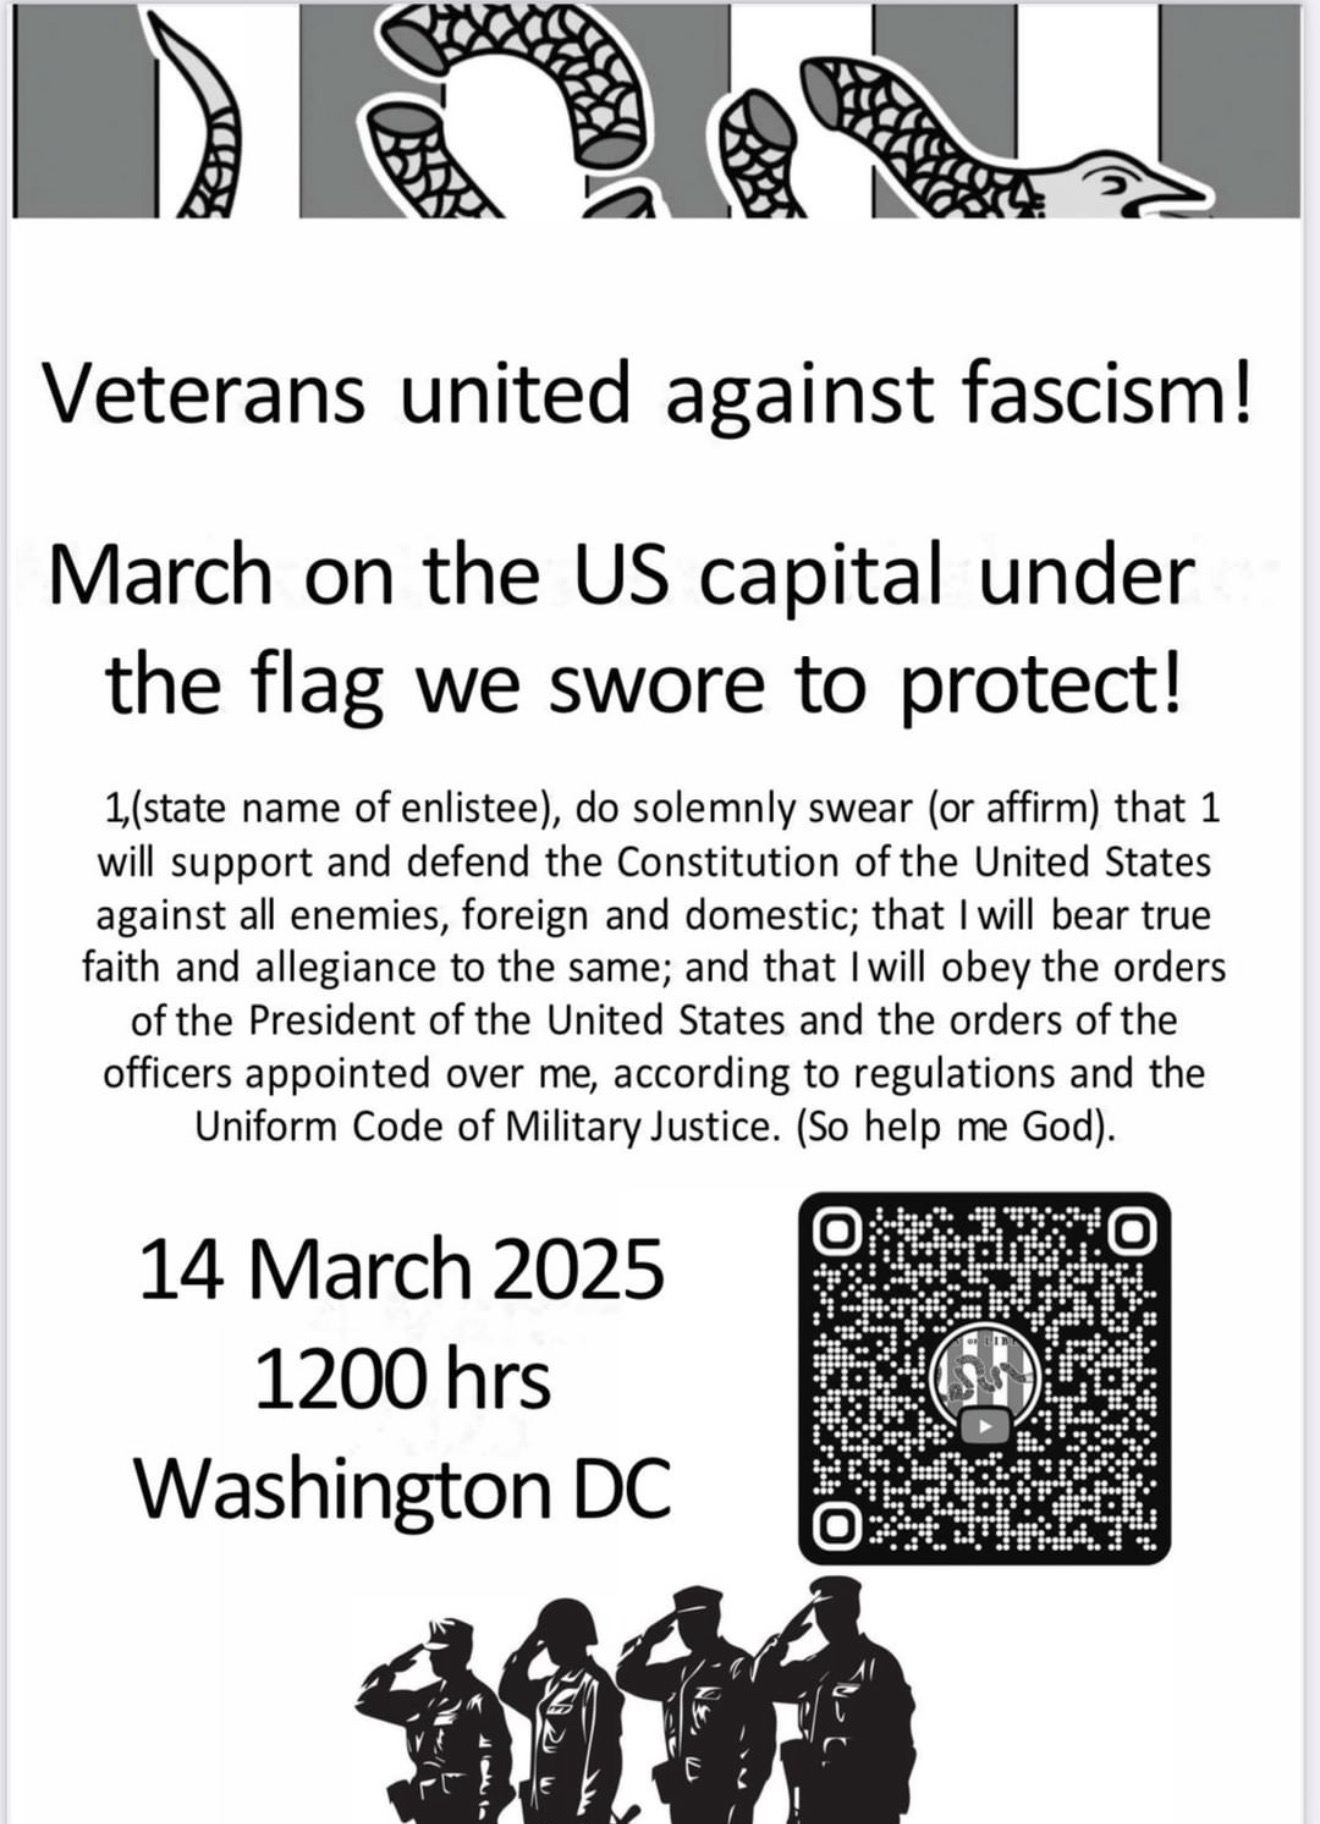 Veterans united against fascism!
March on the US capital under
the flag we swore to protect!
1,(state name of enlistee), do solemnly swear (or affirm) that 1
will support and defend the Constitution of the United States
against all enemies, foreign and domestic; that I will bear true
faith and allegiance to the same; and that I will obey the orders
of the President of the United States and the orders of the
officers appointed over me, according to regulations and the
Uniform Code of Military Justice. (So help me God).
14 March 2025
1200 hrs
Washington DC